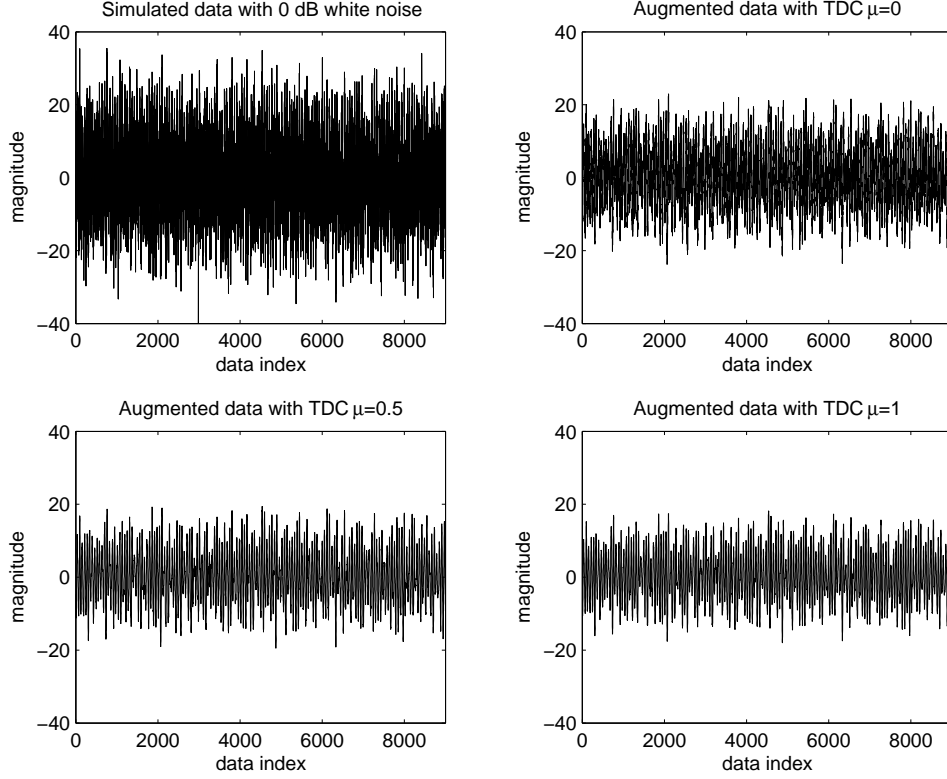 Simulated data with 0 dB white noise
40
20
0
−20
−40
magnitude
0 2000 4000 6000 8000
data index
Augmented data with TDC μ=0
40
20
0
−20
−40
magnitude
0 2000 4000 6000 8000
data index
Augmented data with TDC μ=0.5
40
20
0
−20
−40
magnitude
0 2000 4000 6000 8000
data index
Augmented data with TDC μ=1
40
20
0
−20
−40
magnitude
0 2000 4000 6000 8000
data index